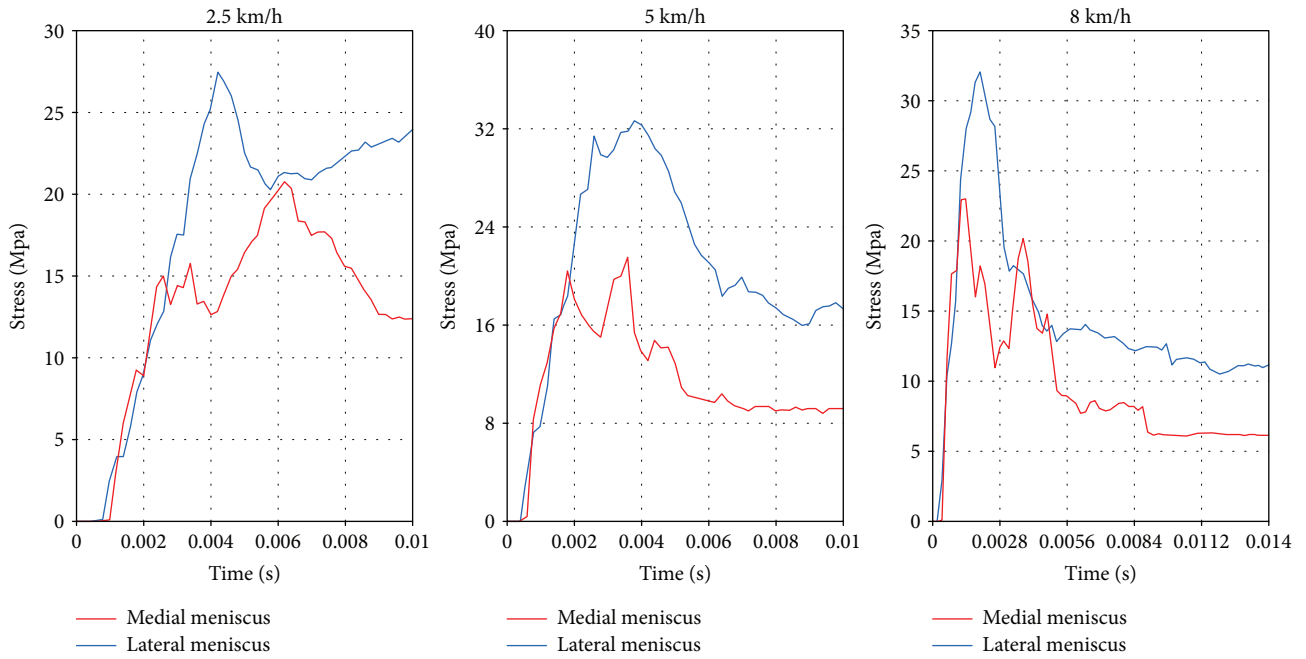 2.5 km/h
30
25
20
15
10
5
0
Stress (Mpa)
0 0.002 0.004 0.006 0.008 0.01
Time (s)
Medial meniscus
Lateral meniscus
5 km/h
40
32
24
16
8
0
Stress (Mpa)
0 0.002 0.004 0.006 0.008 0.01
Time (s)
Medial meniscus
Lateral meniscus
8 km/h
35
30
25
20
15
10
5
0
Stress (Mpa)
0 0.0028 0.0056 0.0084 0.0112 0.014
Time (s)
Medial meniscus
Lateral meniscus